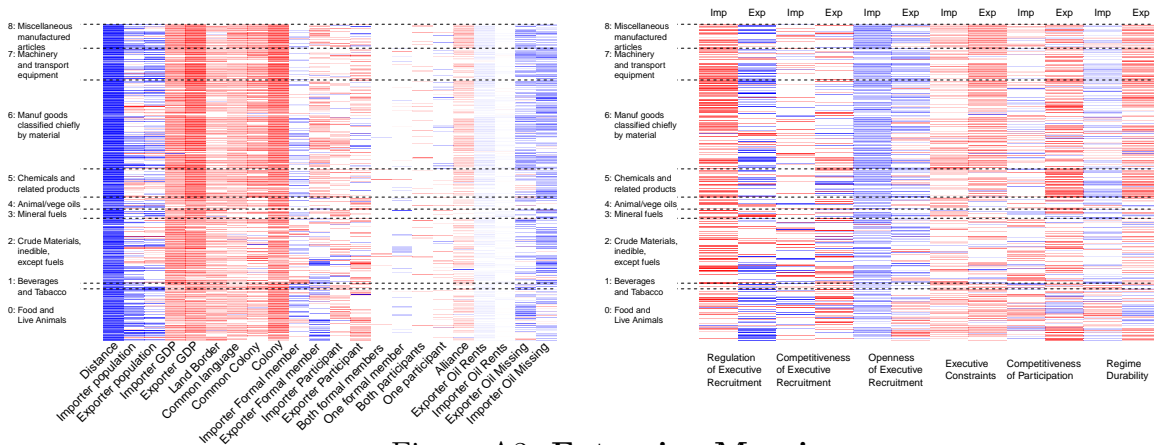 8: Miscellaneous
manufactured
articles
7: Machinery
and transport
equipment
6: Manuf goods
classified chiefly
by material
5: Chemicals and
related products
4: Animal/vege oils
3: Mineral fuels
2: Crude Materials,
inedible,
except fuels
1: Beverages
and Tabacco
0: Food and
Live Animals
Distance
Importer population
Exporter population
Importer GDP
Exporter GDP
Land Border
Common language
Common Colony
Colony
Importer Formal member
Exporter Formal member
Importer Participant
Exporter Participant
Both formal members
One formal member
Both participants
One participant
Alliance
Exporter Oil Rents
Importer Oil Rents
Exporter Oil Missing
Importer Oil Missing
Imp Exp Imp Exp Imp Exp Imp Exp Imp Exp Imp Exp
8: Miscellaneous
manufactured
articles
7: Machinery
and transport
equipment
6: Manuf goods
classified chiefly
by material
5: Chemicals and
related products
4: Animal/vege oils
3: Mineral fuels
2: Crude Materials,
inedible,
except fuels
1: Beverages
and Tabacco
0: Food and
Live Animals
Regulation
of Executive
Recruitment
Competitiveness
of Executive
Recruitment
Openness
of Executive
Recruitment
Executive
Constraints
Competitiveness
of Participation
Regime
Durability